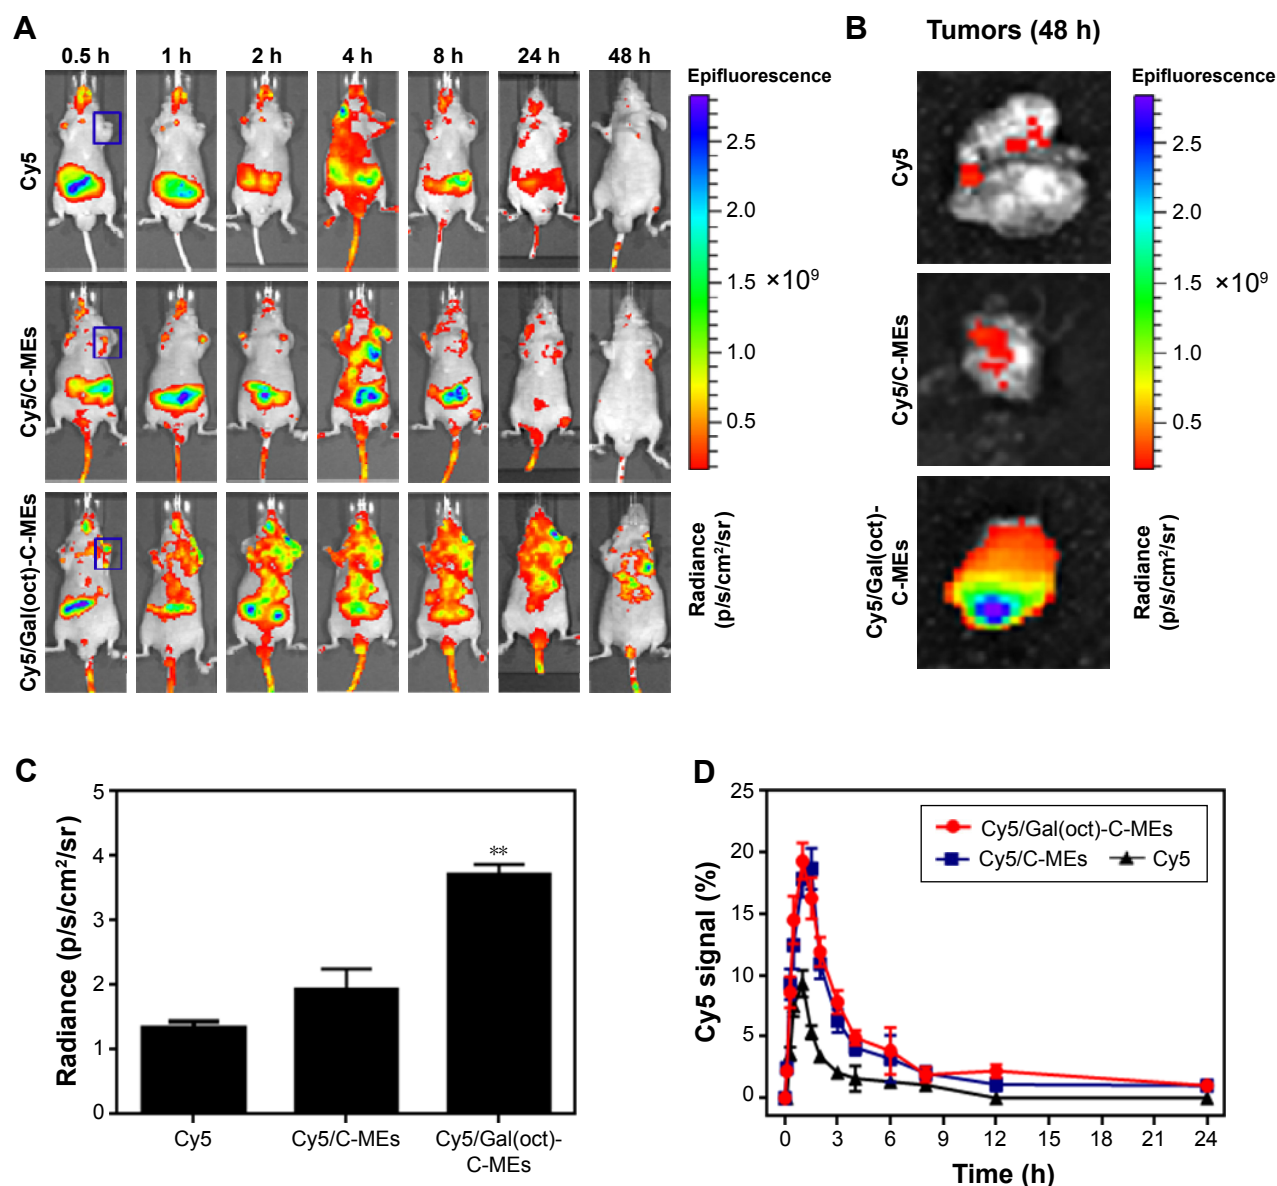 A
0.5 h 1 h 2 h 4 h 8 h 24 h 48 h
Cy5
Cy5/C-MEs
Cy5/Gal(oct)-C-MEs
Epifluorescence
2.5
2.0
1.5
1.0
0.5
×10⁹
Radiance
(p/s/cm²/sr)
B
Tumors (48 h)
Cy5
Cy5/C-MEs
Cy5/Gal(oct)-
C-MEs
Epifluorescence
2.5
2.0
1.5
1.0
0.5
×10⁹
Radiance
(p/s/cm²/sr)
C
Radiance (p/s/cm²/sr)
5
4
3
2
1
0
**
Cy5 Cy5/C-MEs Cy5/Gal(oct)-
C-MEs
D
Cy5 signal (%)
25
20
15
10
5
0
Cy5/Gal(oct)-C-MEs
Cy5/C-MEs Cy5
0 3 6 9 12 15 18 21 24
Time (h)